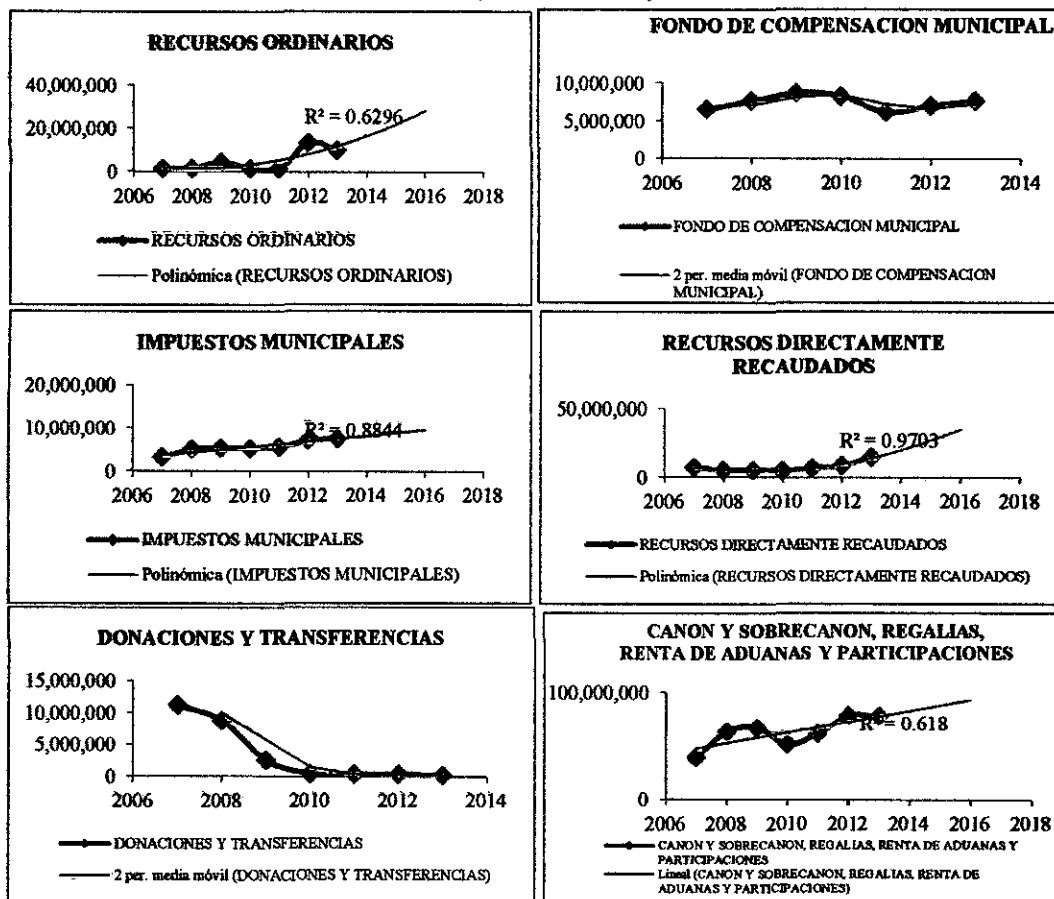 RECURSOS ORDINARIOS
40,000,000
20,000,000
0
R² = 0.6296
2006 2008 2010 2012 2014 2016 2018
RECURSOS ORDINARIOS
Polinómica (RECURSOS ORDINARIOS)
FONDO DE COMPENSACION MUNICIPAL
10,000,000
5,000,000
0
2006 2008 2010 2012 2014
FONDO DE COMPENSACION MUNICIPAL
2 per. media móvil (FONDO DE COMPENSACION
MUNICIPAL)
IMPUESTOS MUNICIPALES
20,000,000
10,000,000
0
R² = 0.8844
2006 2008 2010 2012 2014 2016 2018
IMPUESTOS MUNICIPALES
Polinómica (IMPUESTOS MUNICIPALES)
RECURSOS DIRECTAMENTE
RECAUDADOS
50,000,000
0
R² = 0.9703
2006 2008 2010 2012 2014 2016 2018
RECURSOS DIRECTAMENTE RECAUDADOS
Polinómica (RECURSOS DIRECTAMENTE RECAUDADOS)
DONACIONES Y TRANSFERENCIAS
15,000,000
10,000,000
5,000,000
0
2006 2008 2010 2012 2014
DONACIONES Y TRANSFERENCIAS
2 per. media móvil (DONACIONES Y TRANSFERENCIAS)
CANON Y SOBRECANON, REGALIAS,
RENTA DE ADUANAS Y PARTICIPACIONES
100,000,000
0
R² = 0.618
2006 2008 2010 2012 2014 2016 2018
CANON Y SOBRECANON, REGALIAS, RENTA DE ADUANAS Y
PARTICIPACIONES
Lineal (CANON Y SOBRECANON, REGALIAS, RENTA DE
ADUANAS Y PARTICIPACIONES)